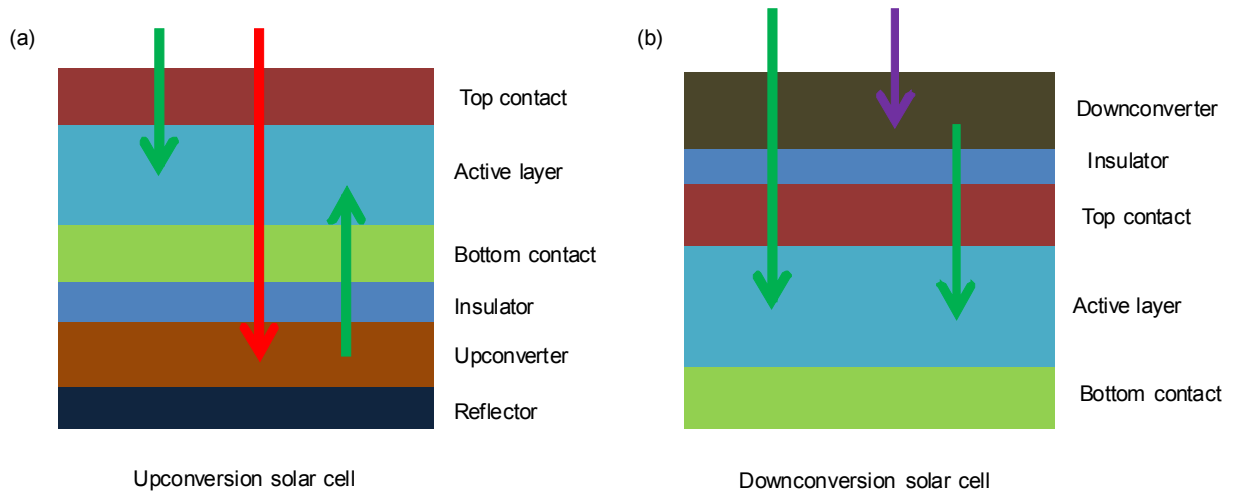 (a)
Top contact
Active layer
Bottom contact
Insulator
Upconverter
Reflector
Upconversion solar cell
(b)
Downconverter
Insulator
Top contact
Active layer
Bottom contact
Downconversion solar cell